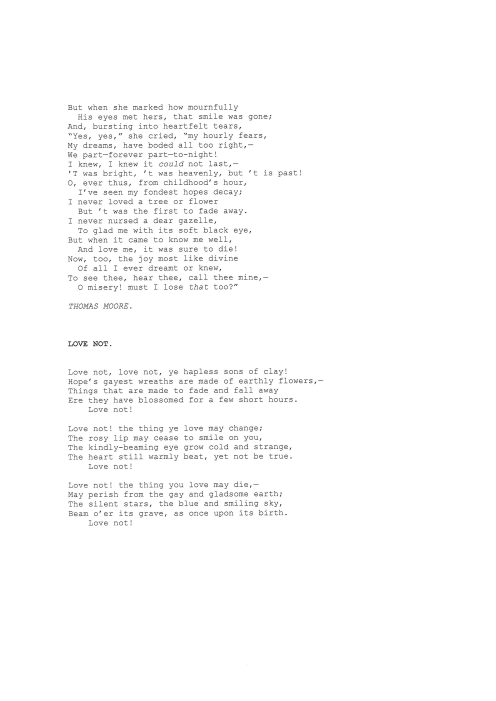 But when she marked how mournfully
His eyes met hers, that smile was gone;
And, bursting into heartfelt tears,
"Yes, yes," she cried, "my hourly fears,
My dreams, have boded all too right,—
We part—forever part—to-night!
I knew, I knew it could not last,—
'T was bright, 't was heavenly, but 't is past!
O, ever thus, from childhood's hour,
I've seen my fondest hopes decay;
I never loved a tree or flower
But 't was the first to fade away.
I never nursed a dear gazelle,
To glad me with its soft black eye,
But when it came to know me well,
And love me, it was sure to die!
Now, too, the joy most like divine
Of all I ever dreamt or knew,
To see thee, hear thee, call thee mine,—
O misery! must I lose that too?"
THOMAS MOORE.
LOVE NOT.
Love not, love not, ye hapless sons of clay!
Hope's gayest wreaths are made of earthly flowers,—
Things that are made to fade and fall away
Ere they have blossomed for a few short hours.
Love not!
Love not! the thing ye love may change;
The rosy lip may cease to smile on you,
The kindly-beaming eye grow cold and strange,
The heart still warmly beat, yet not be true.
Love not!
Love not! the thing you love may die,—
May perish from the gay and gladsome earth;
The silent stars, the blue and smiling sky,
Beam o'er its grave, as once upon its birth.
Love not!